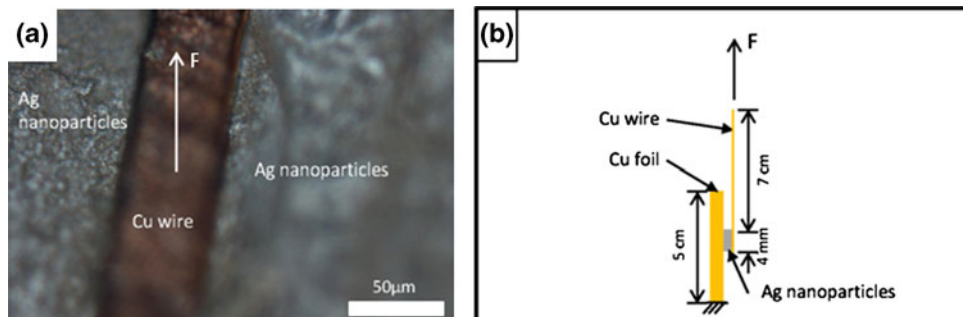 (a)
F
Ag
nanoparticles
Ag nanoparticles
Cu wire
50μm
(b)
F
Cu wire
Cu foil
7 cm
5 cm
4 mm
Ag nanoparticles